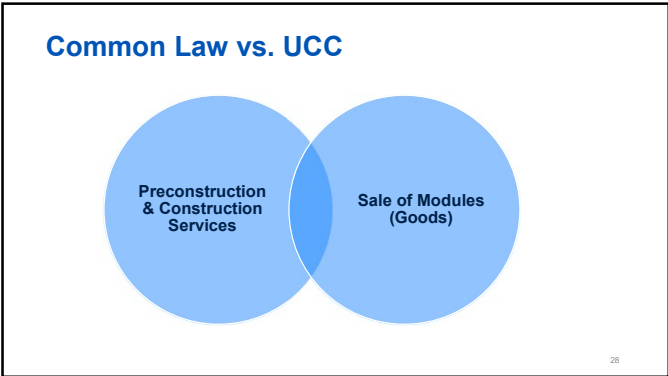 Common Law vs. UCC
Preconstruction
& Construction
Services
Sale of Modules
(Goods)
28